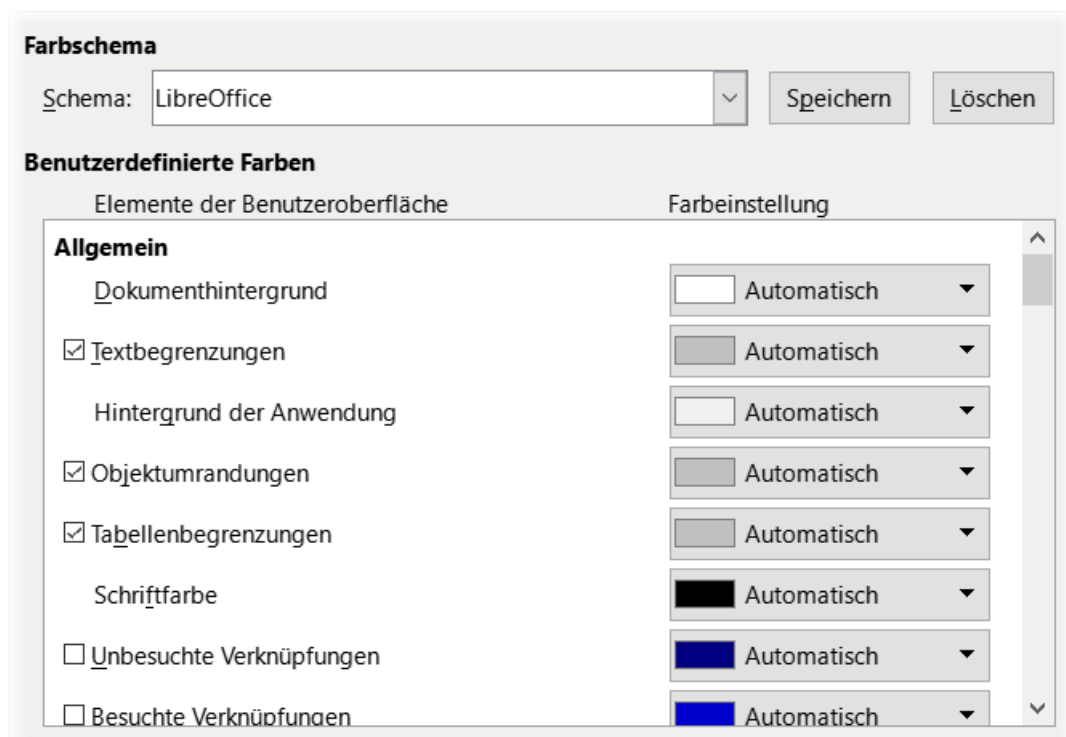 Farbschema
Schema: LibreOffice Speichern Löschen
Benutzerdefinierte Farben
Elemente der Benutzeroberfläche Farbeinstellung
Allgemein
Dokumenthintergrund Automatisch
Textbegrenzungen Automatisch
Hintergrund der Anwendung Automatisch
Objektumrandungen Automatisch
Tabellenbegrenzungen Automatisch
Schriftfarbe Automatisch
Unbesuchte Verknüpfungen Automatisch
Besuchte Verknüpfungen Automatisch